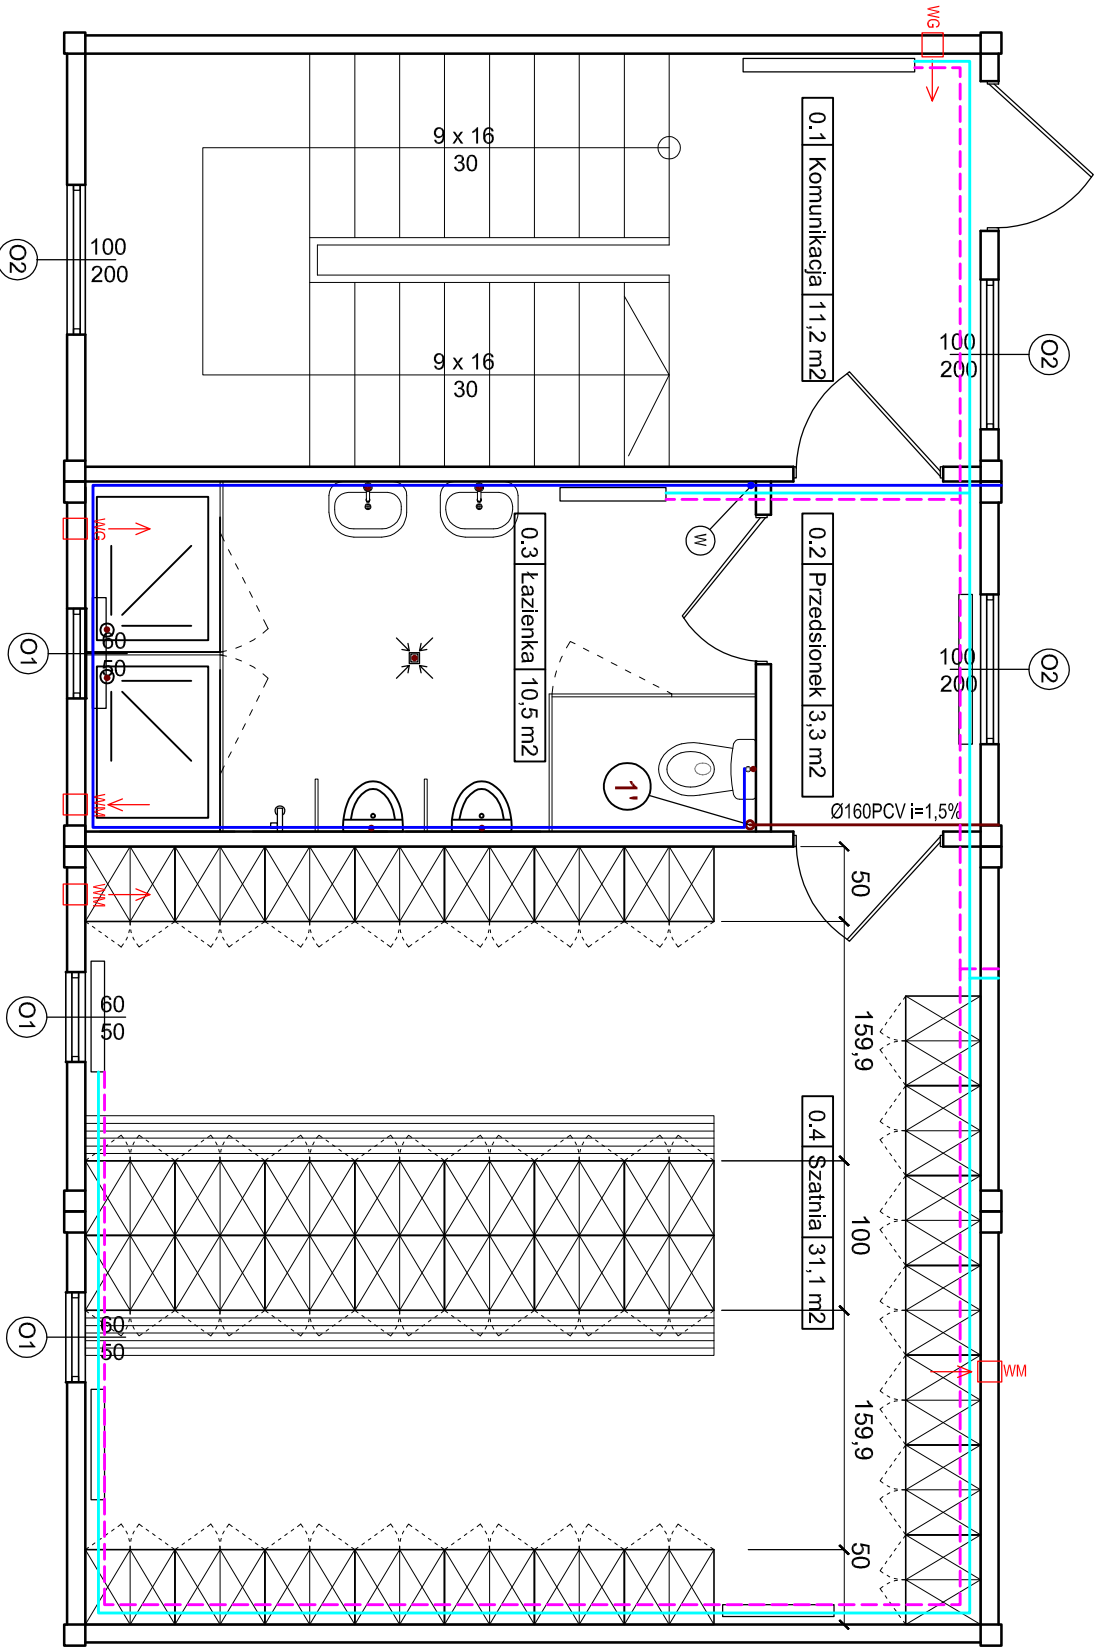 WG
0.1 Komunikacja 11,2 m2
9 x 16
30
9 x 16
30
100
200
O2
100
200
O2
0.2 Przedsionek 3,3 m2
100
200
O2
W
0.3 Łazienka 10,5 m2
WG
60
50
O1
WM
1'
Ø160PCV i=1,5%
WM
50
159,9
100
159,9
50
0.4 Szatnia 31,1 m2
60
50
O1
60
50
O1
WM